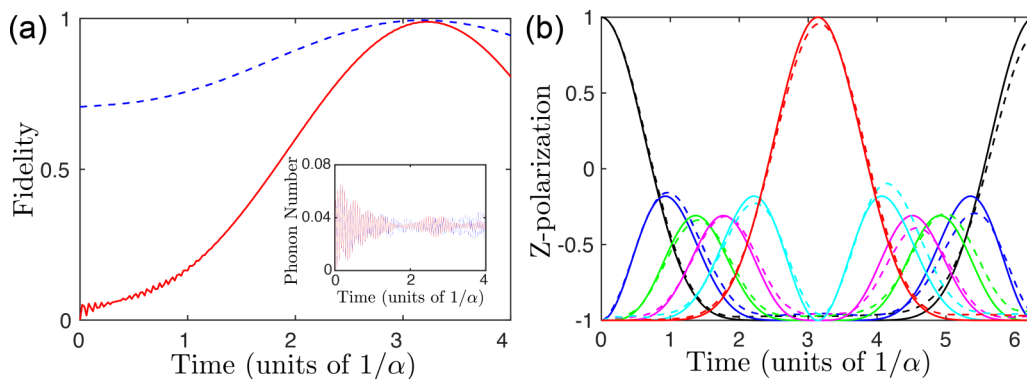 (a)
Fidelity
1
0.5
0
0 1 2 3 4
Time (units of 1/α)
Phonon Number
0.08
0.04
0
0 2 4
Time (units of 1/α)
(b)
Z-polarization
1
0.5
0
-0.5
-1
0 1 2 3 4 5 6
Time (units of 1/α)